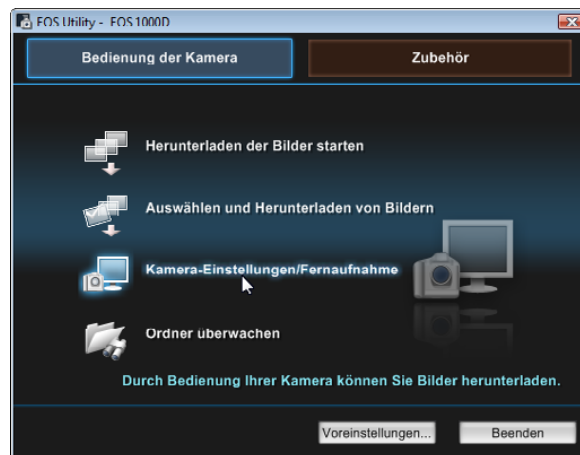 EOS Utility - EOS 1000D
Bedienung der Kamera
Zubehör
Herunterladen der Bilder starten
Auswählen und Herunterladen von Bildern
Kamera-Einstellungen/Fernaufnahme
Ordner überwachen
Durch Bedienung Ihrer Kamera können Sie Bilder herunterladen.
Voreinstellungen...
Beenden